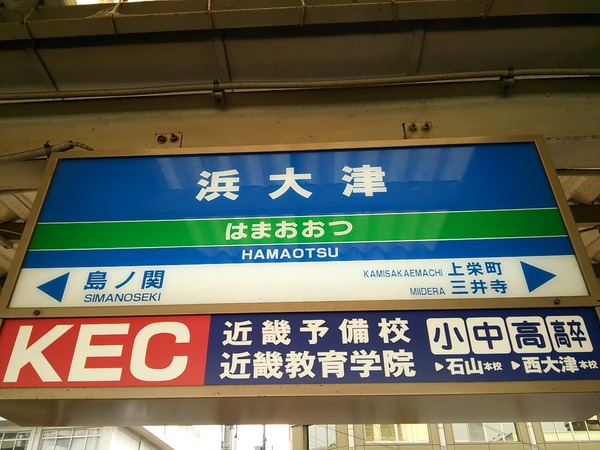 浜大津
はまおおつ
HAMAOTSU
島ノ関
SIMANOSEKI
KAMISAKAEMACHI 上栄町
MIIDERA 三井寺
KEC
近畿予備校
近畿教育学院
小 中 高 高卒
▶石山本校 ▶西大津本校